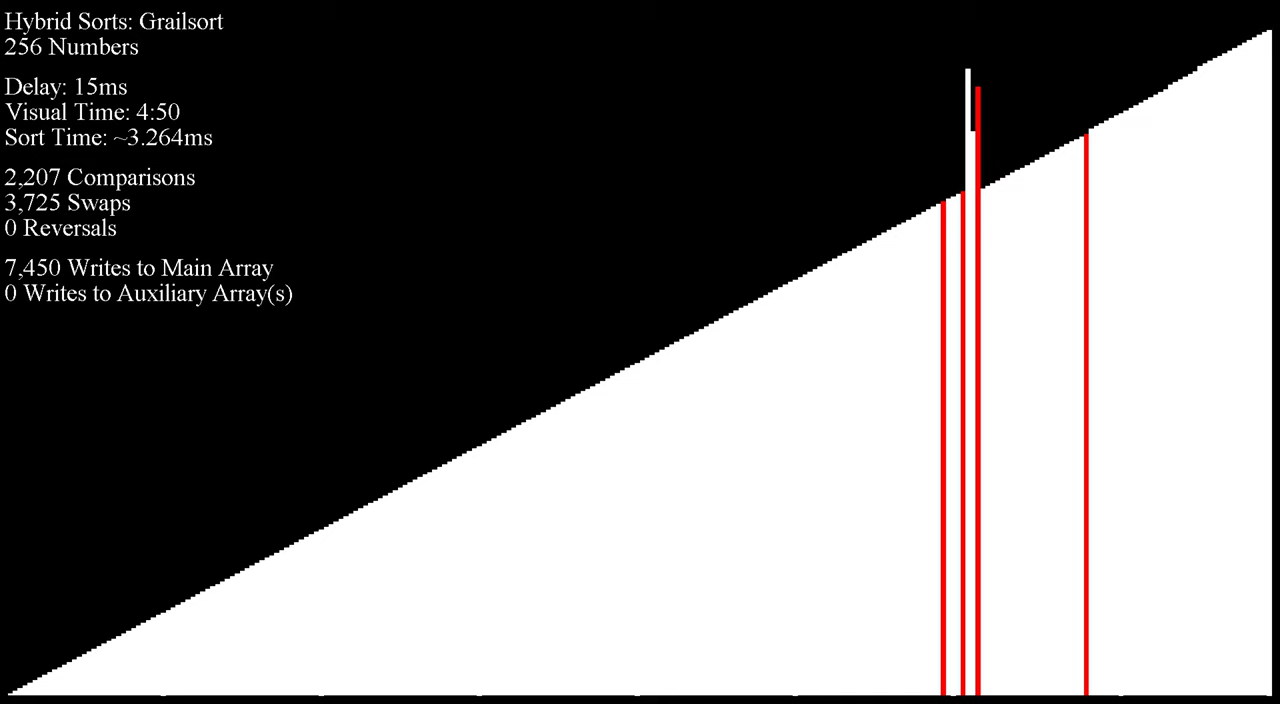 Hybrid Sorts: Grailsort
256 Numbers
Delay: 15ms
Visual Time: 4:50
Sort Time: ~3.264ms
2,207 Comparisons
3,725 Swaps
0 Reversals
7,450 Writes to Main Array
0 Writes to Auxiliary Array(s)